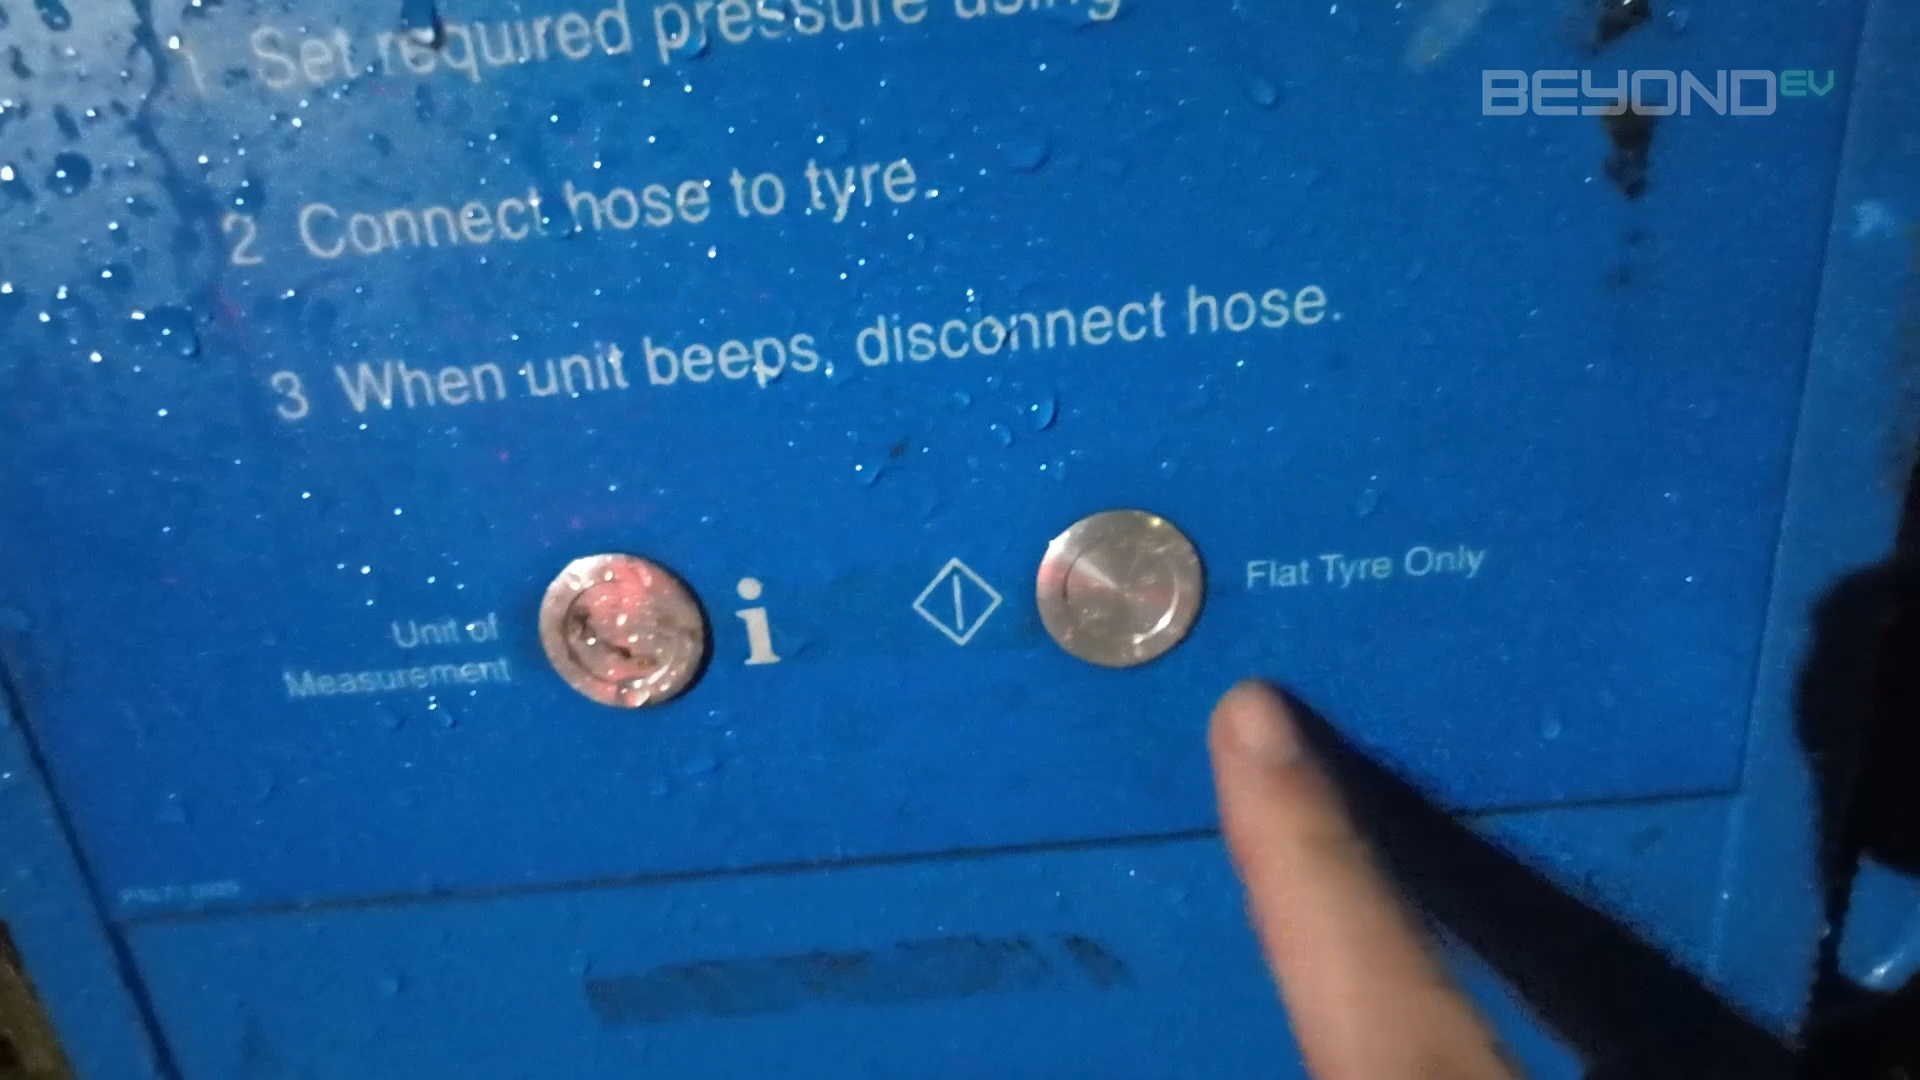 1 Set required pressure using
BEYOND EV
2 Connect hose to tyre.
3 When unit beeps, disconnect hose.
Unit of
Measurement
i
Flat Tyre Only